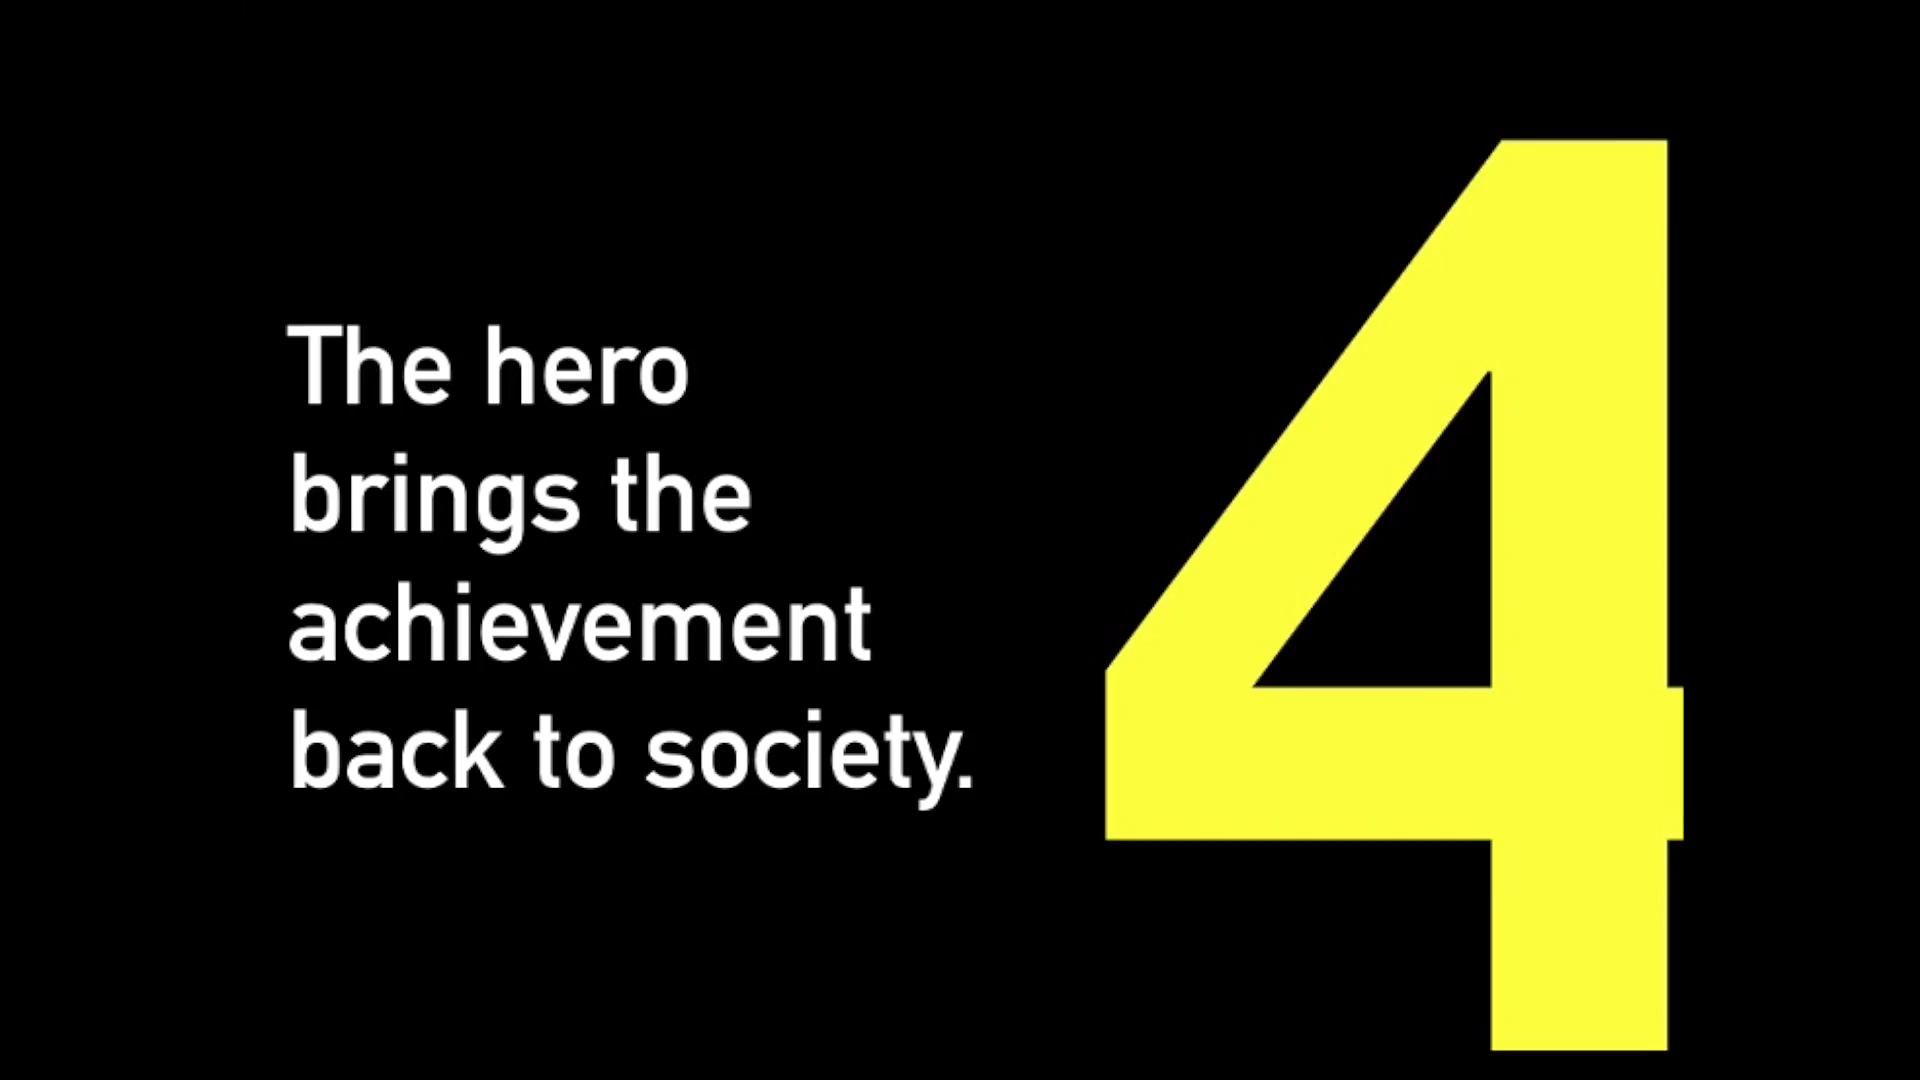 The hero
brings the
achievement
back to society.
4